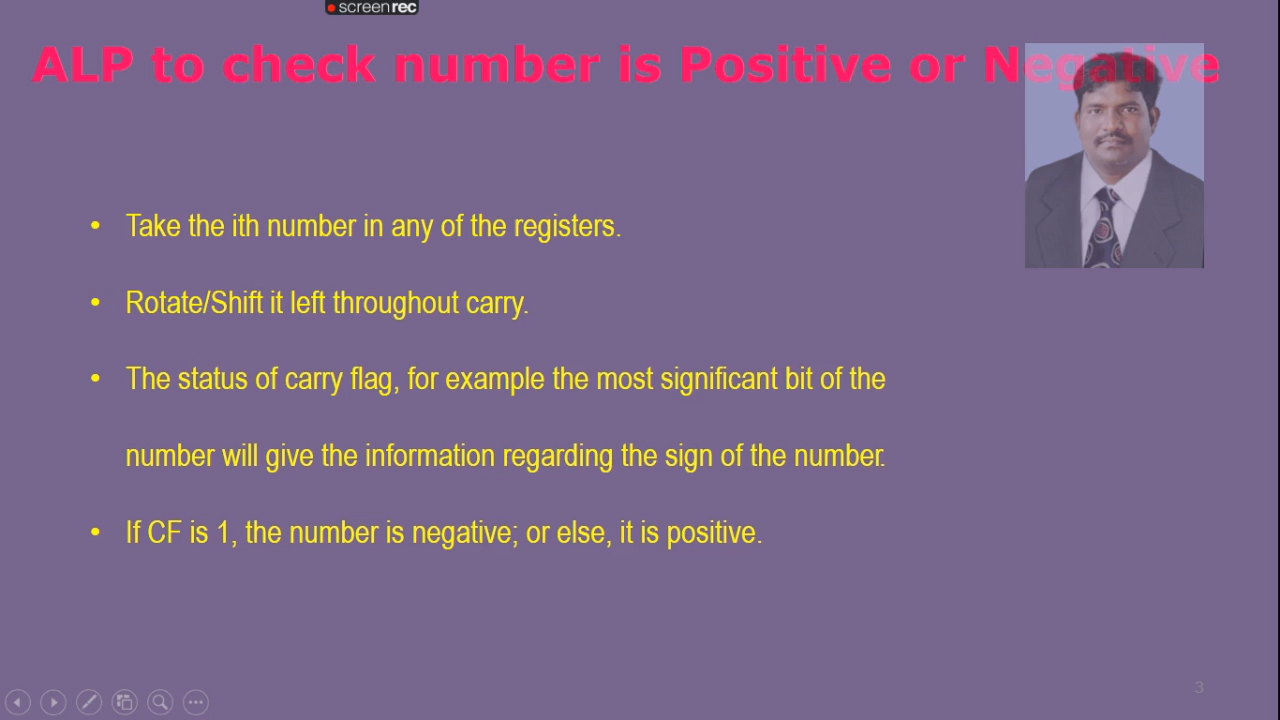 screenrec
ALP to check number is Positive or Negative
• Take the ith number in any of the registers.
• Rotate/Shift it left throughout carry.
• The status of carry flag, for example the most significant bit of the
number will give the information regarding the sign of the number.
• If CF is 1, the number is negative; or else, it is positive.
3